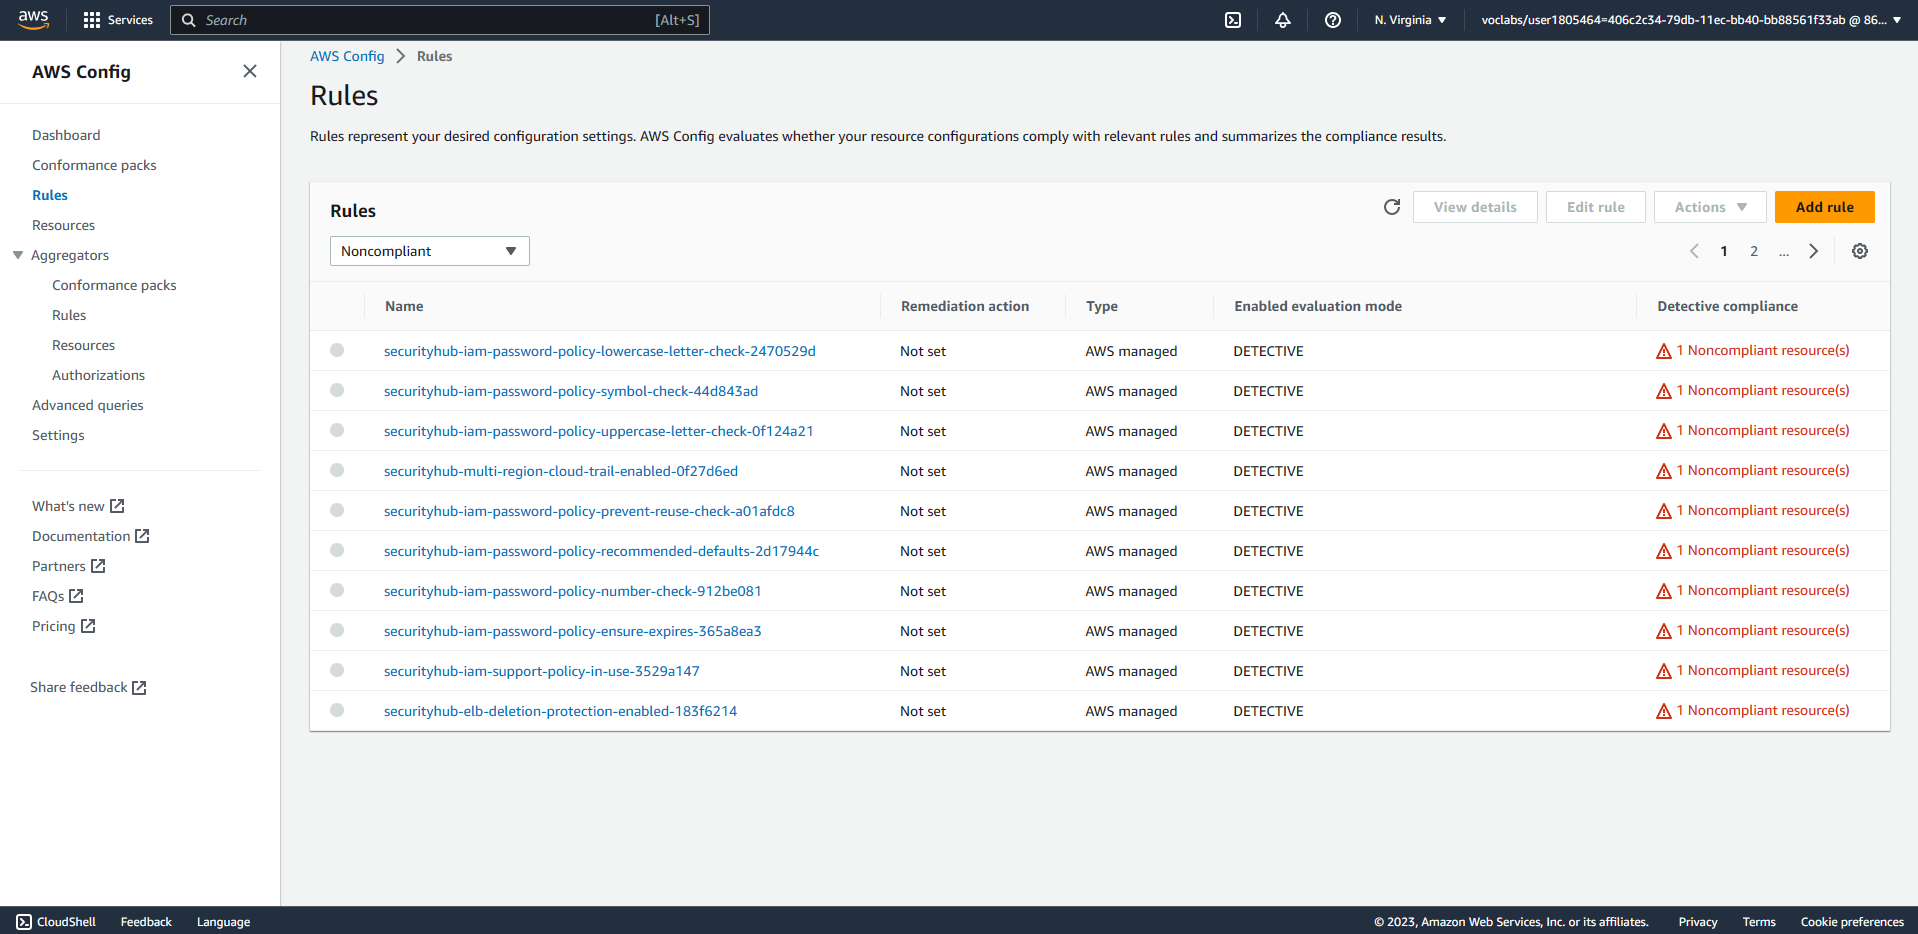 aws
Services
Search [Alt+S]
N. Virginia
voclabs/user1805464=406c2c34-79db-11ec-bb40-bb88561f33ab @ 86...
AWS Config
Dashboard
Conformance packs
Rules
Resources
Aggregators
Conformance packs
Rules
Resources
Authorizations
Advanced queries
Settings
What's new
Documentation
Partners
FAQs
Pricing
Share feedback
AWS Config > Rules
Rules
Rules represent your desired configuration settings. AWS Config evaluates whether your resource configurations comply with relevant rules and summarizes the compliance results.
Rules
View details
Edit rule
Actions
Add rule
Noncompliant
1 2 ...
Name Remediation action Type Enabled evaluation mode Detective compliance
securityhub-iam-password-policy-lowercase-letter-check-2470529d Not set AWS managed DETECTIVE 1 Noncompliant resource(s)
securityhub-iam-password-policy-symbol-check-44d843ad Not set AWS managed DETECTIVE 1 Noncompliant resource(s)
securityhub-iam-password-policy-uppercase-letter-check-0f124a21 Not set AWS managed DETECTIVE 1 Noncompliant resource(s)
securityhub-multi-region-cloud-trail-enabled-0f27d6ed Not set AWS managed DETECTIVE 1 Noncompliant resource(s)
securityhub-iam-password-policy-prevent-reuse-check-a01afdc8 Not set AWS managed DETECTIVE 1 Noncompliant resource(s)
securityhub-iam-password-policy-recommended-defaults-2d17944c Not set AWS managed DETECTIVE 1 Noncompliant resource(s)
securityhub-iam-password-policy-number-check-912be081 Not set AWS managed DETECTIVE 1 Noncompliant resource(s)
securityhub-iam-password-policy-ensure-expires-365a8ea3 Not set AWS managed DETECTIVE 1 Noncompliant resource(s)
securityhub-iam-support-policy-in-use-3529a147 Not set AWS managed DETECTIVE 1 Noncompliant resource(s)
securityhub-elb-deletion-protection-enabled-183f6214 Not set AWS managed DETECTIVE 1 Noncompliant resource(s)
CloudShell Feedback Language © 2023, Amazon Web Services, Inc. or its affiliates. Privacy Terms Cookie preferences